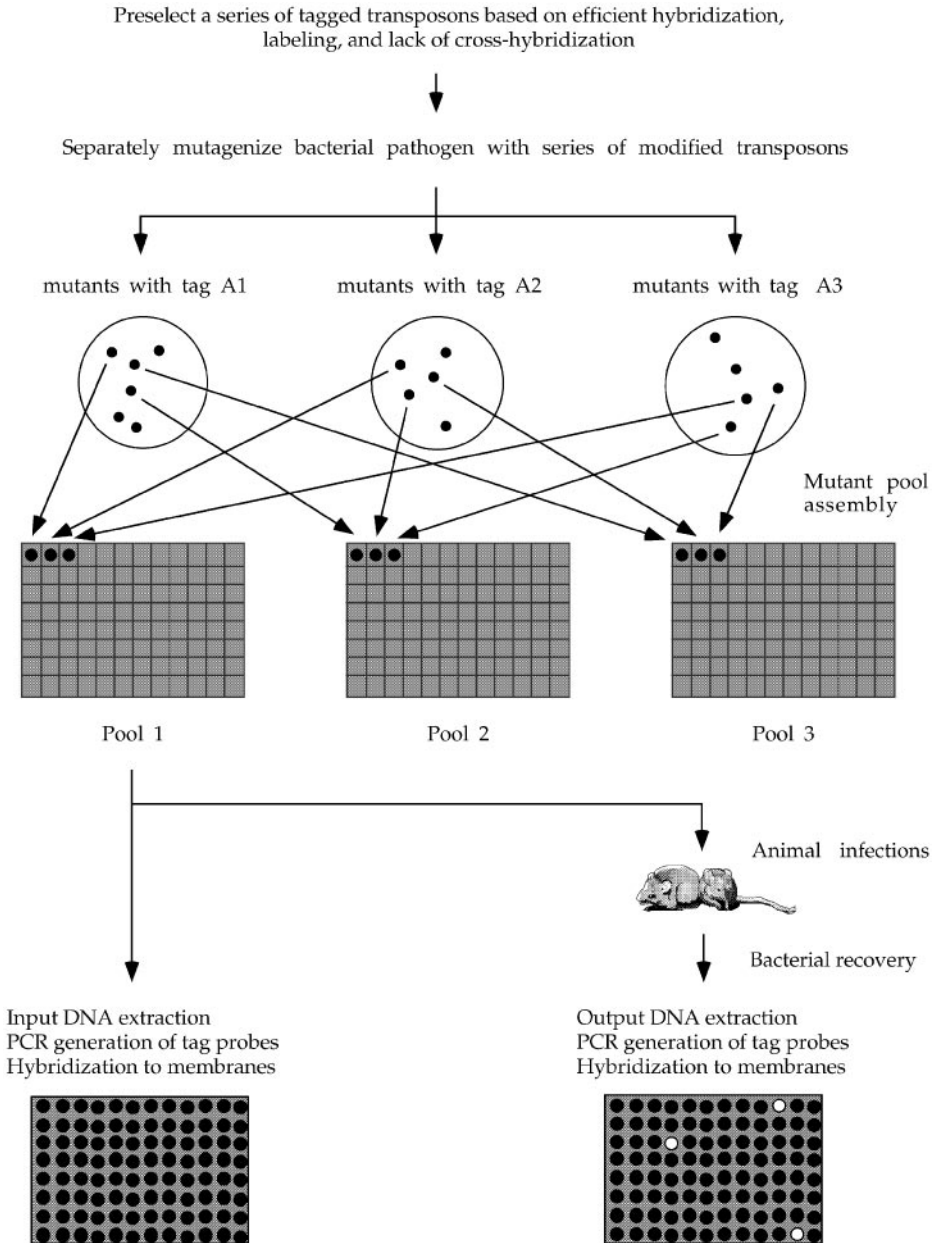 Preselect a series of tagged transposons based on efficient hybridization,
labeling, and lack of cross-hybridization
Separately mutagenize bacterial pathogen with series of modified transposons
mutants with tag A1
mutants with tag A2
mutants with tag A3
Mutant pool
assembly
Pool 1
Pool 2
Pool 3
Animal infections
Bacterial recovery
Input DNA extraction
PCR generation of tag probes
Hybridization to membranes
Output DNA extraction
PCR generation of tag probes
Hybridization to membranes